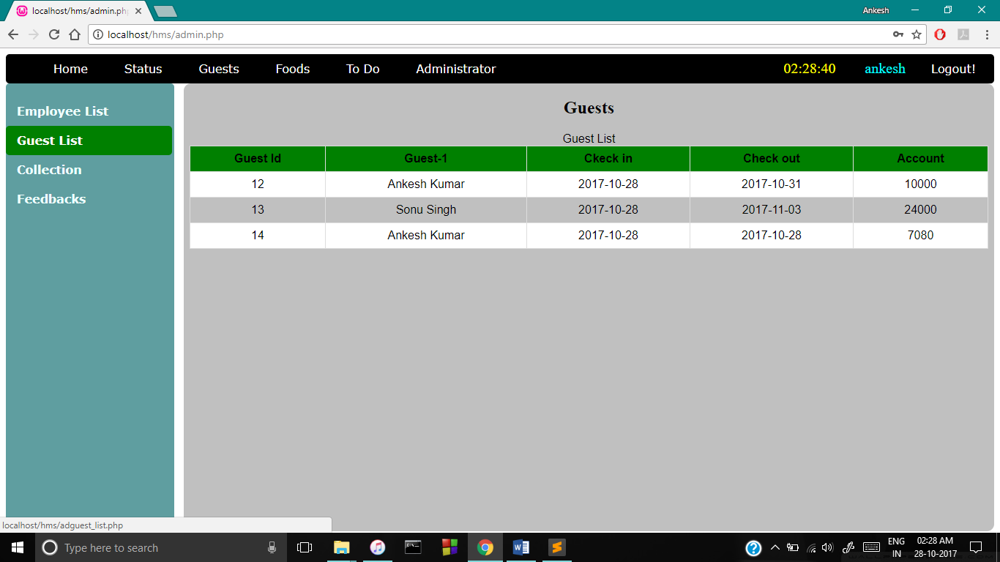 localhost/hms/admin.ph
Ankesh
localhost/hms/admin.php
Home Status Guests Foods To Do Administrator 02:28:40 ankesh Logout!
Employee List
Guest List
Collection
Feedbacks
Guests
Guest List
Guest Id Guest-1 Ckeck in Check out Account
12 Ankesh Kumar 2017-10-28 2017-10-31 10000
13 Sonu Singh 2017-10-28 2017-11-03 24000
14 Ankesh Kumar 2017-10-28 2017-10-28 7080
localhost/hms/adguest_list.php
Type here to search
ENG
IN
02:28 AM
28-10-2017